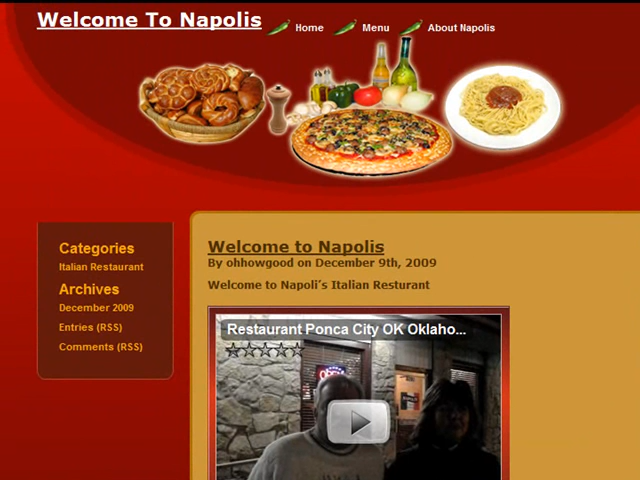 Welcome To Napolis
Home Menu About Napolis
Categories
Italian Restaurant
Archives
December 2009
Entries (RSS)
Comments (RSS)
Welcome to Napolis
By ohhowgood on December 9th, 2009
Welcome to Napoli's Italian Resturant
Restaurant Ponca City OK Oklaho...
OPEN